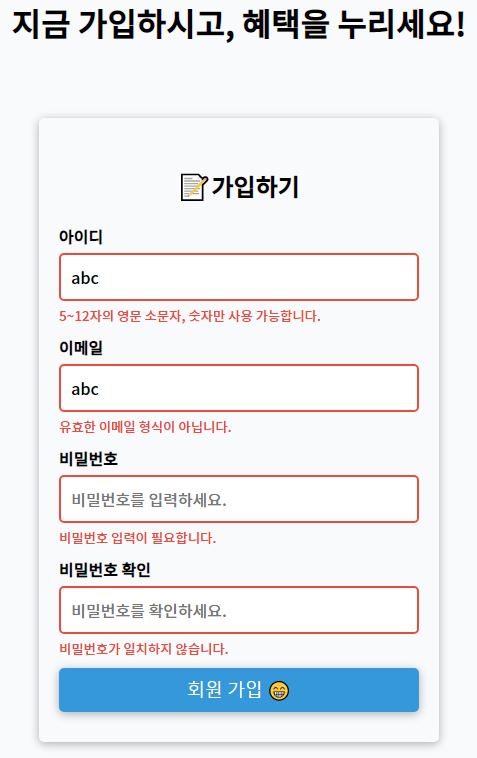 지금 가입하시고, 혜택을 누리세요!
📝가입하기
아이디
abc
5~12자의 영문 소문자, 숫자만 사용 가능합니다.
이메일
abc
유효한 이메일 형식이 아닙니다.
비밀번호
비밀번호를 입력하세요.
비밀번호 입력이 필요합니다.
비밀번호 확인
비밀번호를 확인하세요.
비밀번호가 일치하지 않습니다.
회원 가입 😁